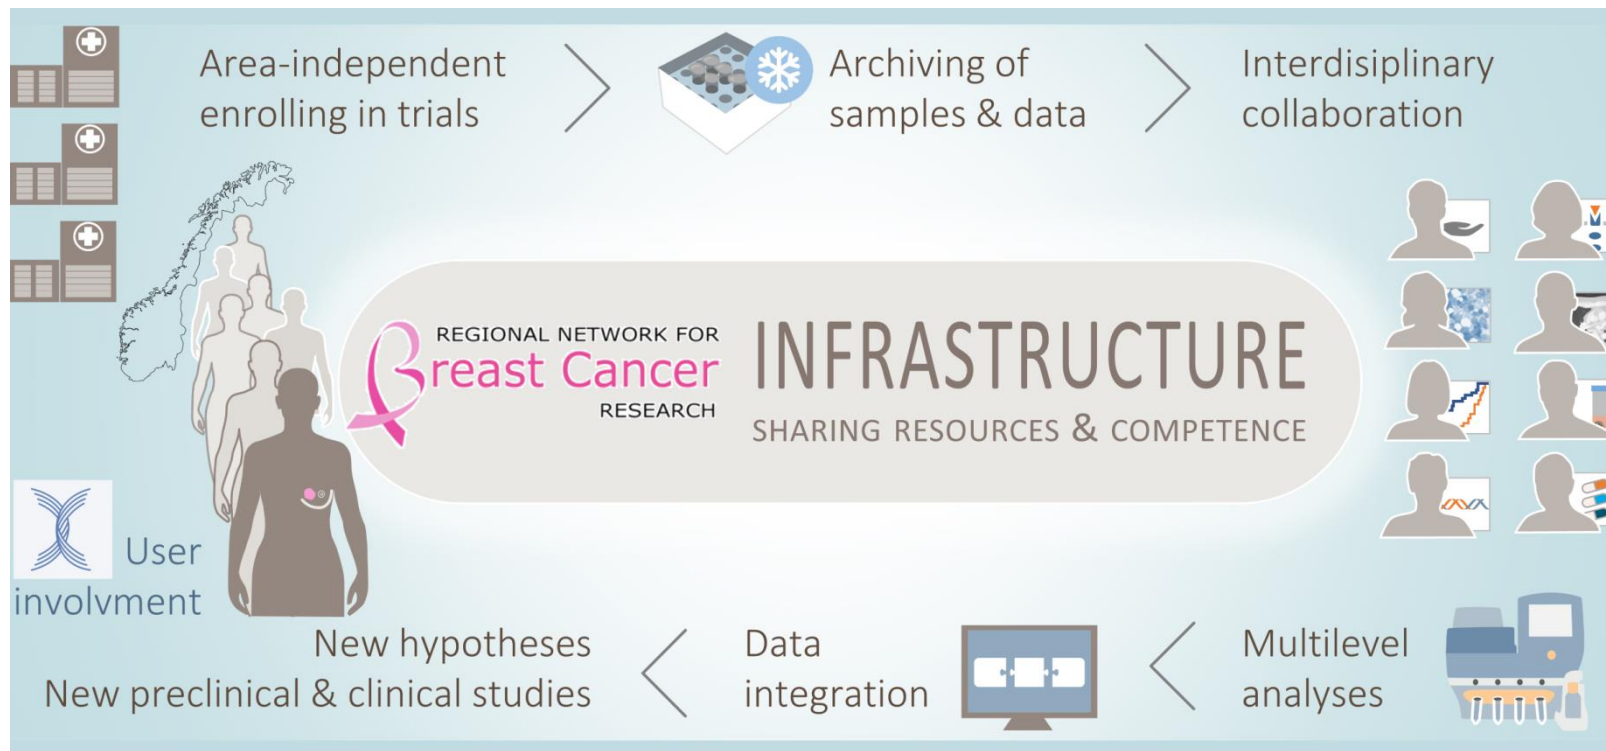 Area-independent
enrolling in trials
Archiving of
samples & data
Interdisiplinary
collaboration
REGIONAL NETWORK FOR
Breast Cancer
RESEARCH
INFRASTRUCTURE
SHARING RESOURCES & COMPETENCE
User
involvment
New hypotheses
New preclinical & clinical studies
Data
integration
Multilevel
analyses